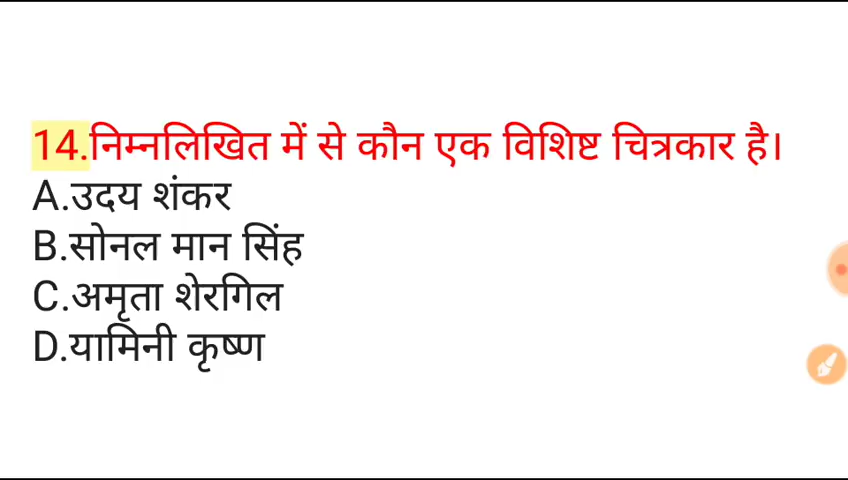 14.निम्नलिखित में से कौन एक विशिष्ट चित्रकार है।
A.उदय शंकर
B.सोनल मान सिंह
C.अमृता शेरगिल
D.यामिनी कृष्ण